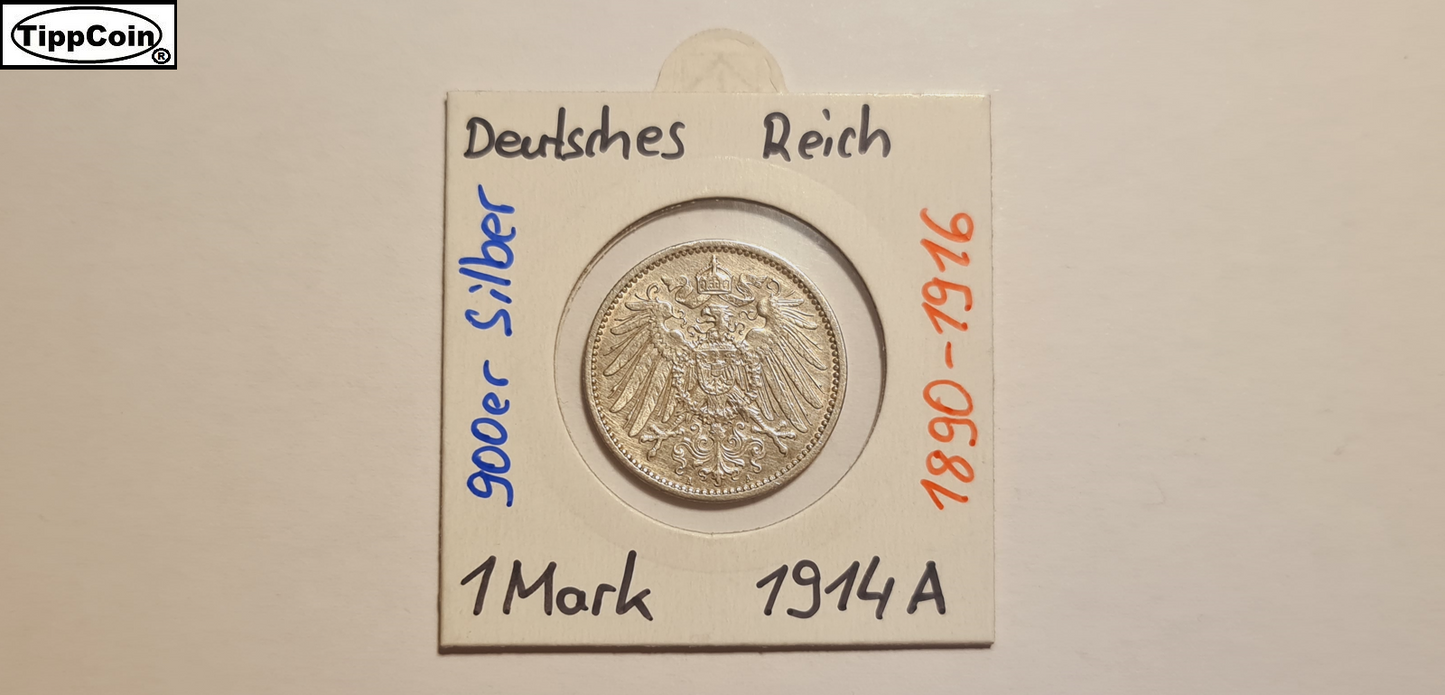 TippCoin®
Deutsches Reich
900er Silber
1890-1916
1 Mark 1914 A